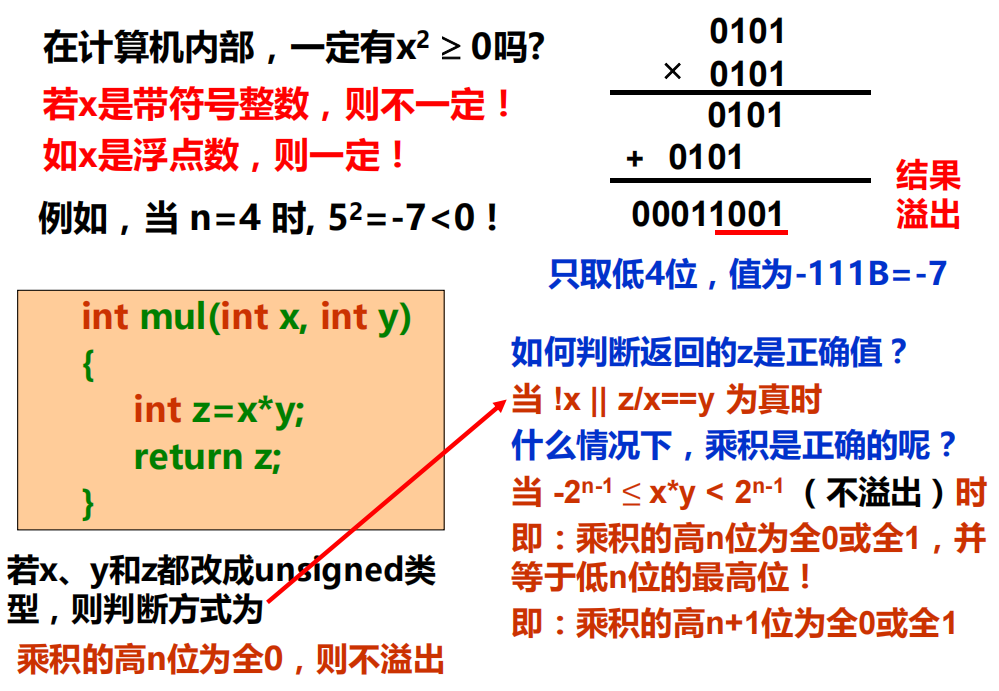 在计算机内部，一定有x² ≥ 0吗?
若x是带符号整数，则不一定！
如x是浮点数，则一定！
例如，当 n=4 时, 5²=-7<0！
0101
× 0101
0101
+ 0101
00011001
结果
溢出
只取低4位，值为-111B=-7
int mul(int x, int y)
{
int z=x*y;
return z;
}
若x、y和z都改成unsigned类
型，则判断方式为
乘积的高n位为全0，则不溢出
如何判断返回的z是正确值？
当 !x || z/x==y 为真时
什么情况下，乘积是正确的呢？
当 -2ⁿ⁻¹ ≤ x*y < 2ⁿ⁻¹ （不溢出）时
即：乘积的高n位为全0或全1，并
等于低n位的最高位！
即：乘积的高n+1位为全0或全1